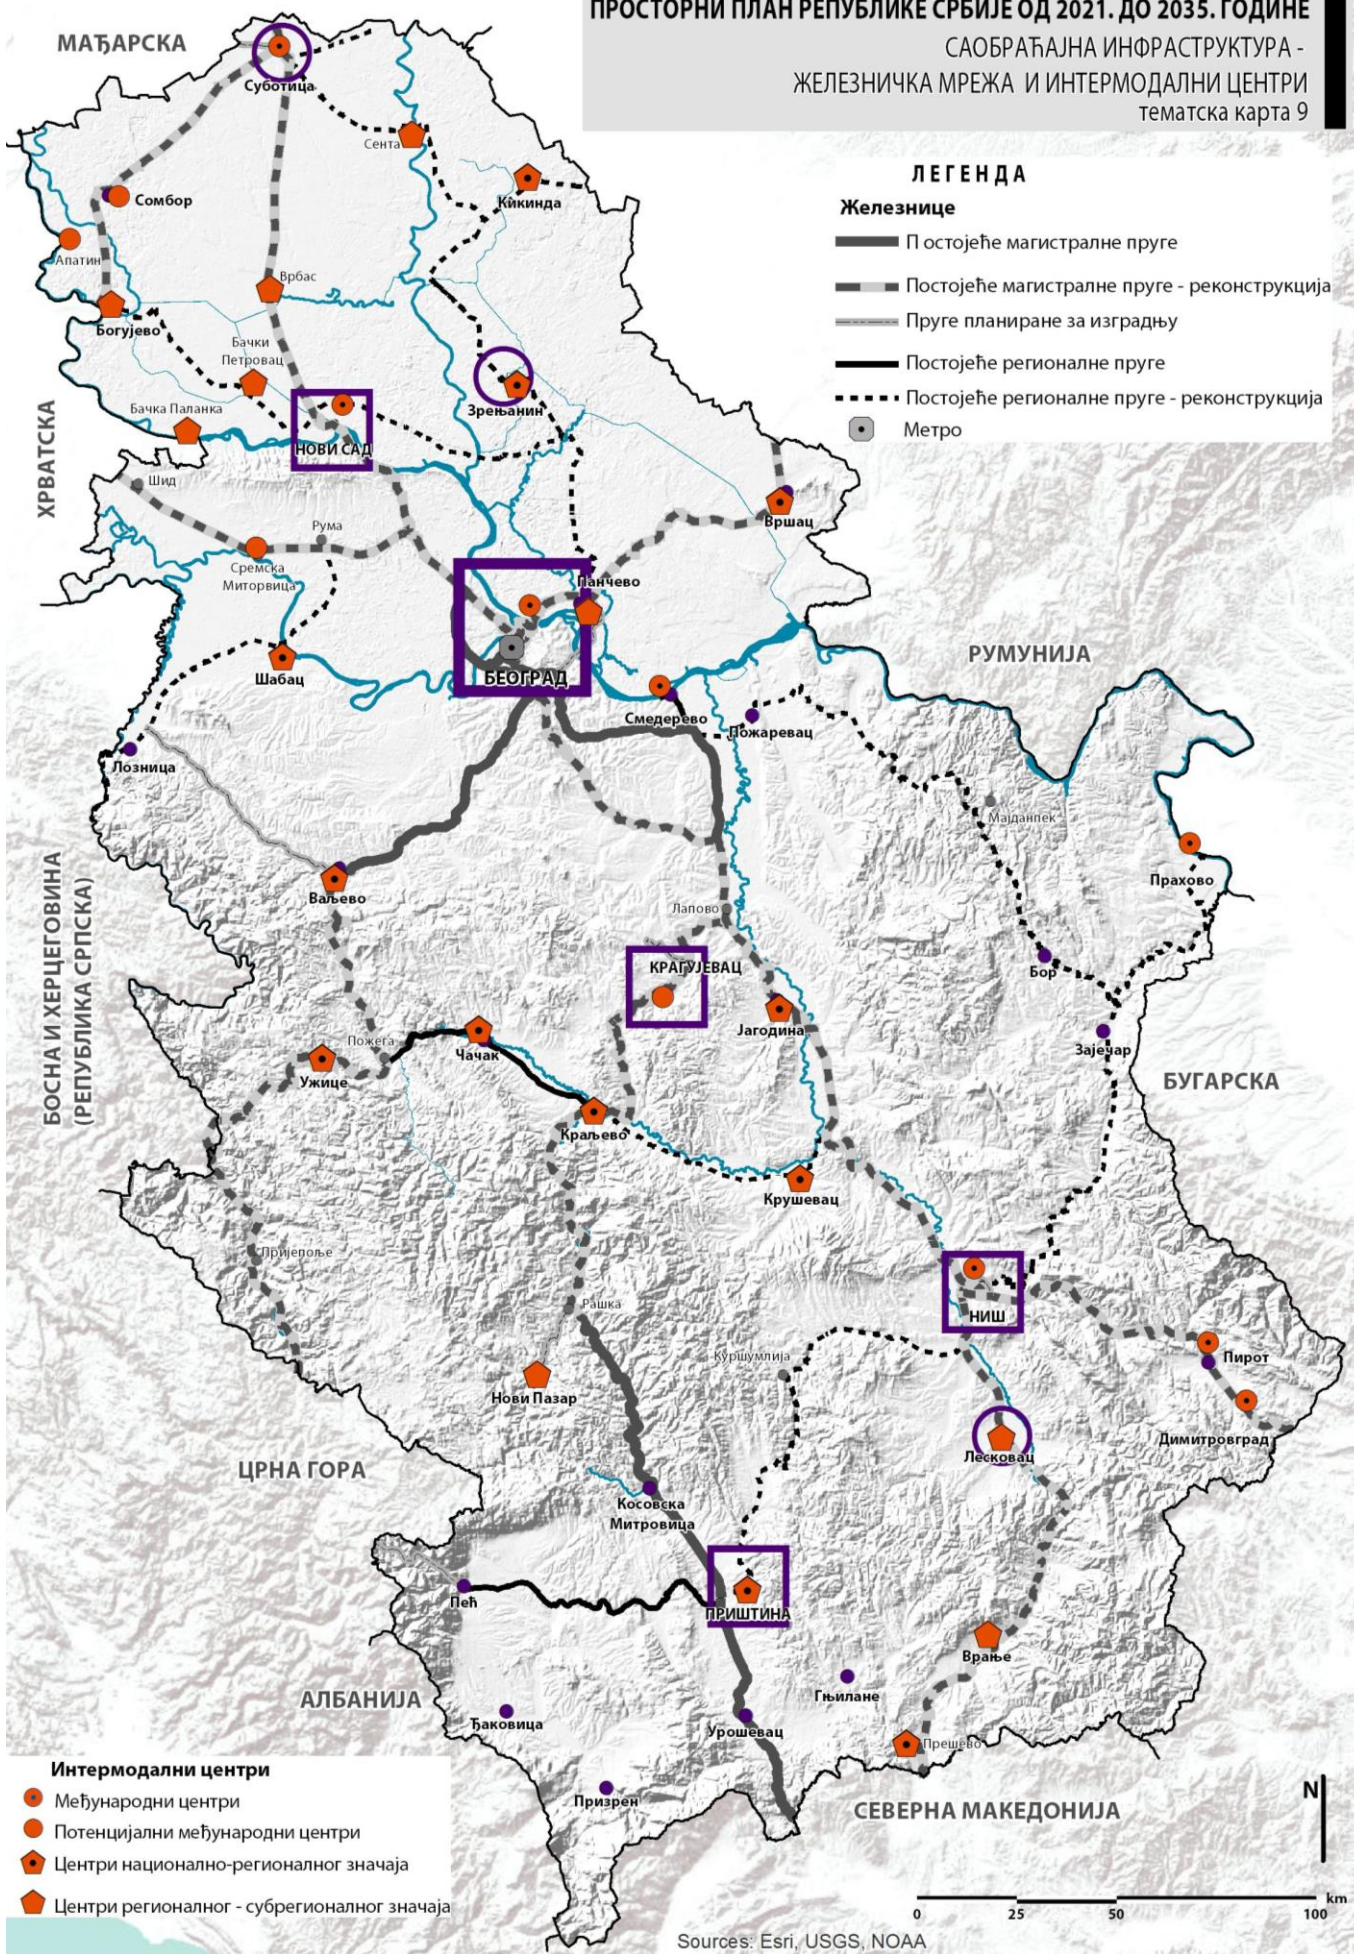 ПРОСТОРНИ ПЛАН РЕПУБЛИКЕ СРБИЈЕ ОД 2021. ДО 2035. ГОДИНЕ
САОБРАЋАЈНА ИНФРАСТРУКТУРА -
ЖЕЛЕЗНИЧКА МРЕЖА И ИНТЕРМОДАЛНИ ЦЕНТРИ
тематска карта 9
ЛЕГЕНДА
Железнице
П остојеће магистралне пруге
Постојеће магистралне пруге - реконструкција
Пруге планиране за изградњу
Постојеће регионалне пруге
Постојеће регионалне пруге - реконструкција
Метро
МАЂАРСКА
Суботица
Сента
Кикинда
Сомбор
Апатин
Врбас
Богујево
Бачки
Петровац
Зрењанин
Бачка Паланка
НОВИ САД
ХРВАТСКА
Шид
Вршац
Рума
Сремска
Миторвица
Панчево
РУМУНИЈА
Шабац
БЕОГРАД
Смедерево
Пожаревац
Лозница
Мајданпек
БОСНА И ХЕРЦЕГОВИНА
(РЕПУБЛИКА СРПСКА)
Прахово
Ваљево
Лапово
КРАГУЈЕВАЦ
Бор
Јагодина
Пожега
Чачак
Зајечар
Ужице
БУГАРСКА
Краљево
Крушевац
Пријепоље
Рашка
НИШ
Куршумлија
Пирот
Нови Пазар
Димитровград
Лесковац
ЦРНА ГОРА
Косовска
Митровица
Пећ
ПРИШТИНА
Врање
Гњилане
АЛБАНИЈА
Ђаковица
Урошевац
Прешево
Призрен
СЕВЕРНА МАКЕДОНИЈА
Интермодални центри
Међународни центри
Потенцијални међународни центри
Центри национално-регионалног значаја
Центри регионалног - субрегионалног значаја
N
km
0 25 50 100
Sources: Esri, USGS, NOAA